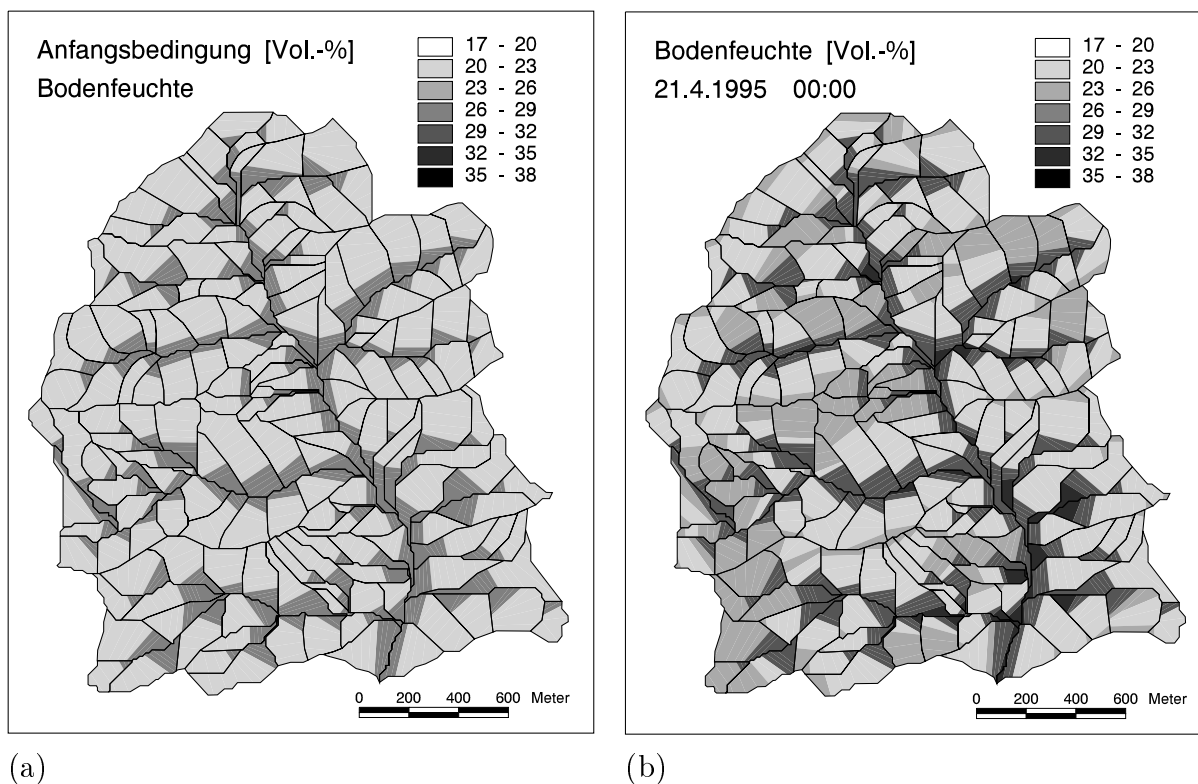 Anfangsbedingung [Vol.-%]
Bodenfeuchte
17 - 20
20 - 23
23 - 26
26 - 29
29 - 32
32 - 35
35 - 38
0 200 400 600 Meter
(a)
Bodenfeuchte [Vol.-%]
21.4.1995 00:00
17 - 20
20 - 23
23 - 26
26 - 29
29 - 32
32 - 35
35 - 38
0 200 400 600 Meter
(b)